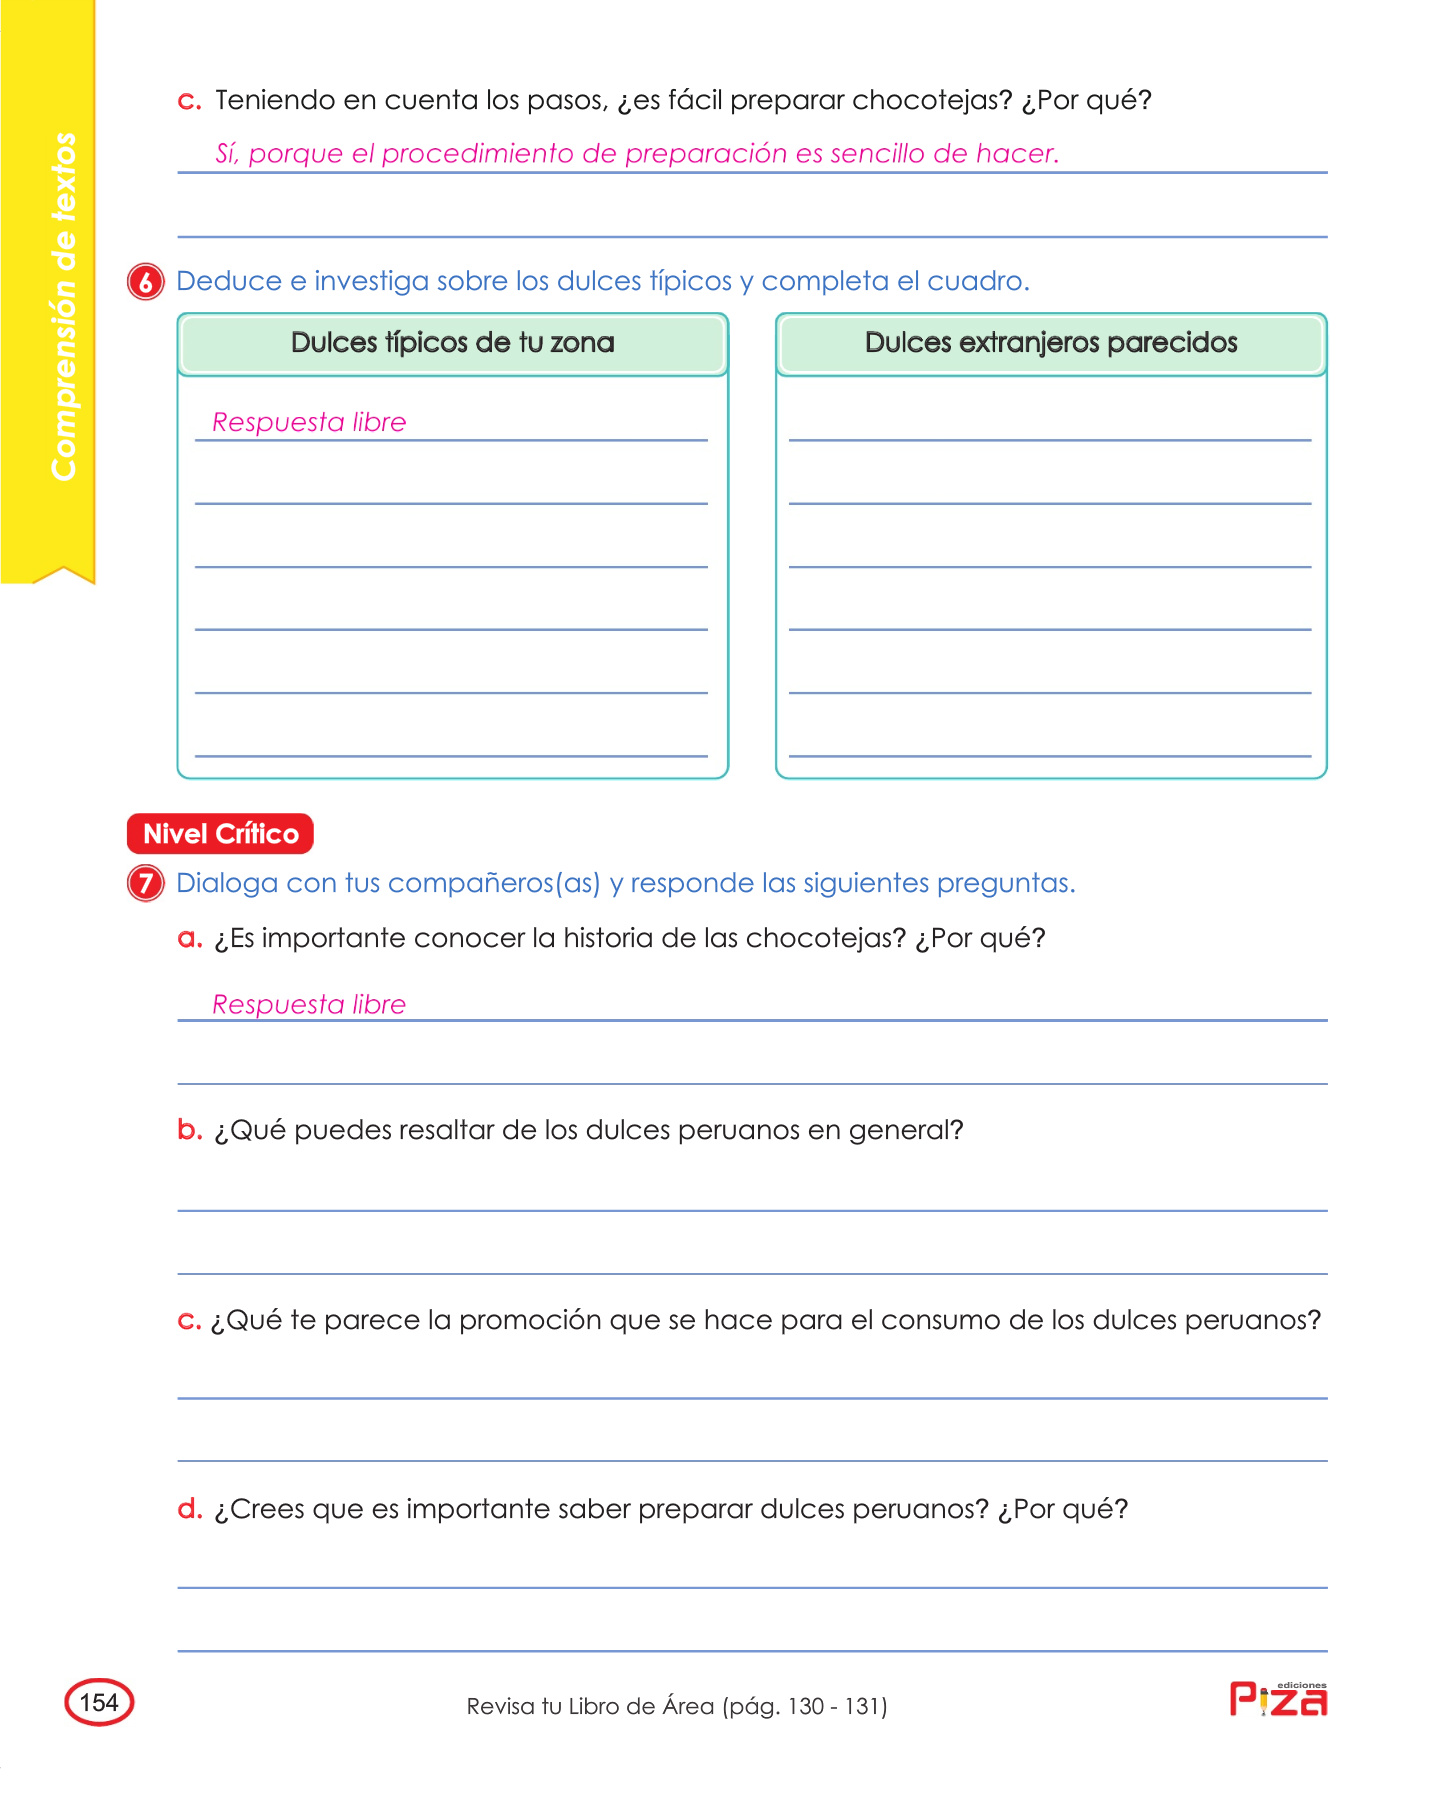 Comprensión de textos
c. Teniendo en cuenta los pasos, ¿es fácil preparar chocotejas? ¿Por qué?
Sí, porque el procedimiento de preparación es sencillo de hacer.
6 Deduce e investiga sobre los dulces típicos y completa el cuadro.
Dulces típicos de tu zona
Respuesta libre
Dulces extranjeros parecidos
Nivel Crítico
7 Dialoga con tus compañeros(as) y responde las siguientes preguntas.
a. ¿Es importante conocer la historia de las chocotejas? ¿Por qué?
Respuesta libre
b. ¿Qué puedes resaltar de los dulces peruanos en general?
c. ¿Qué te parece la promoción que se hace para el consumo de los dulces peruanos?
d. ¿Crees que es importante saber preparar dulces peruanos? ¿Por qué?
154
Revisa tu Libro de Área (pág. 130 - 131)
ediciones
Piza